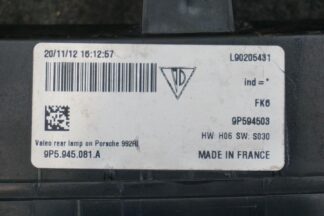 20/11/12 16:12:57
L90205431
ind = *
FK6
9P594503
HW H06 SW: S030
Valeo rear lamp on Porsche
9P5.945.081.A
MADE IN FRANCE